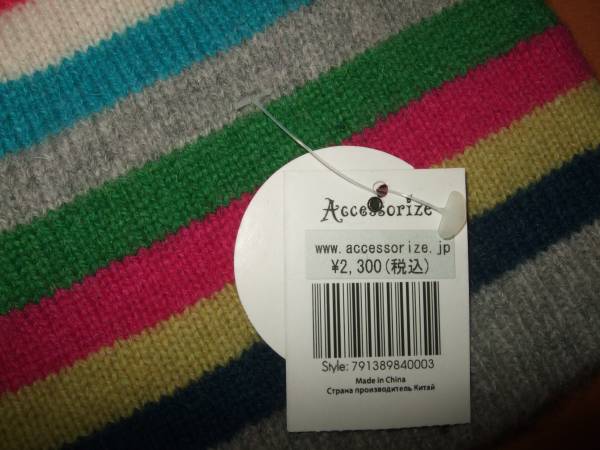 Accessorize
www.accessorize.jp
¥2,300(税込)
Style: 791389840003
Made in China
Страна производитель Китай